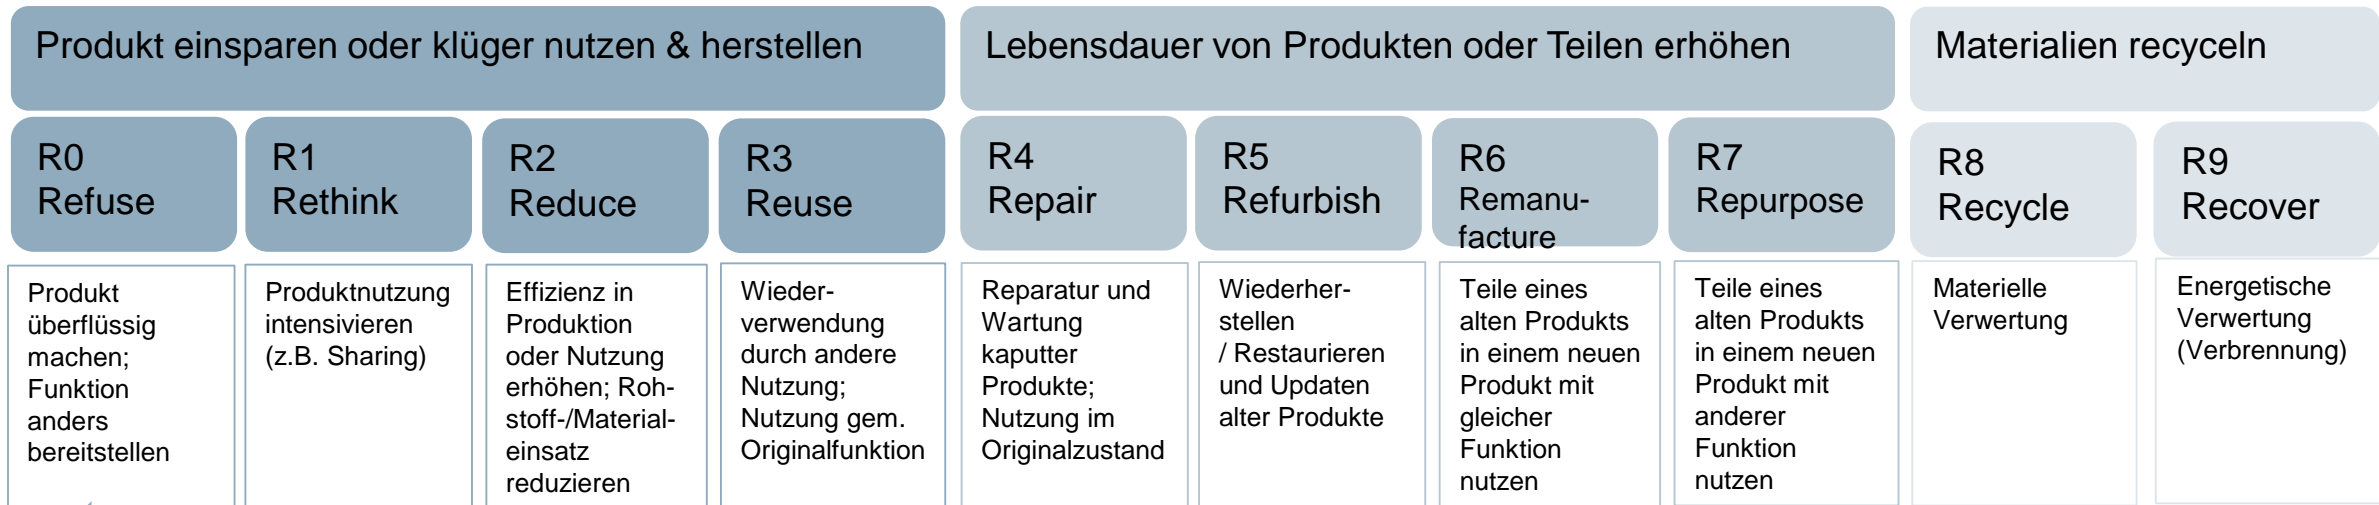 Produkt einsparen oder klüger nutzen & herstellen
Lebensdauer von Produkten oder Teilen erhöhen
Materialien recyceln
R0
Refuse
R1
Rethink
R2
Reduce
R3
Reuse
R4
Repair
R5
Refurbish
R6
Remanu-
facture
R7
Repurpose
R8
Recycle
R9
Recover
Produkt
überflüssig
machen;
Funktion
anders
bereitstellen
Produktnutzung
intensivieren
(z.B. Sharing)
Effizienz in
Produktion
oder Nutzung
erhöhen; Roh-
stoff-/Material-
einsatz
reduzieren
Wieder-
verwendung
durch andere
Nutzung;
Nutzung gem.
Originalfunktion
Reparatur und
Wartung
kaputter
Produkte;
Nutzung im
Originalzustand
Wiederher-
stellen
/ Restaurieren
und Updaten
alter Produkte
Teile eines
alten Produkts
in einem neuen
Produkt mit
gleicher
Funktion
nutzen
Teile eines
alten Produkts
in einem neuen
Produkt mit
anderer
Funktion
nutzen
Materielle
Verwertung
Energetische
Verwertung
(Verbrennung)